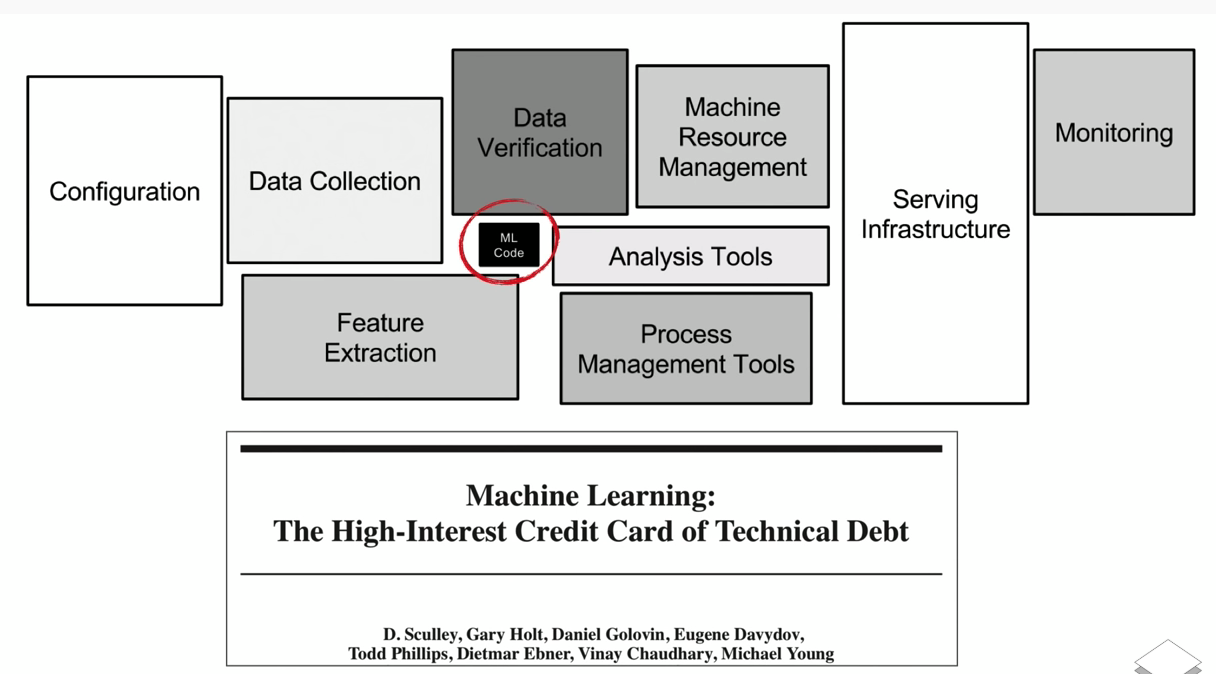 Configuration
Data Collection
Data
Verification
Machine
Resource
Management
Serving
Infrastructure
Monitoring
ML
Code
Analysis Tools
Feature
Extraction
Process
Management Tools
Machine Learning:
The High-Interest Credit Card of Technical Debt
D. Sculley, Gary Holt, Daniel Golovin, Eugene Davydov,
Todd Phillips, Dietmar Ebner, Vinay Chaudhary, Michael Young